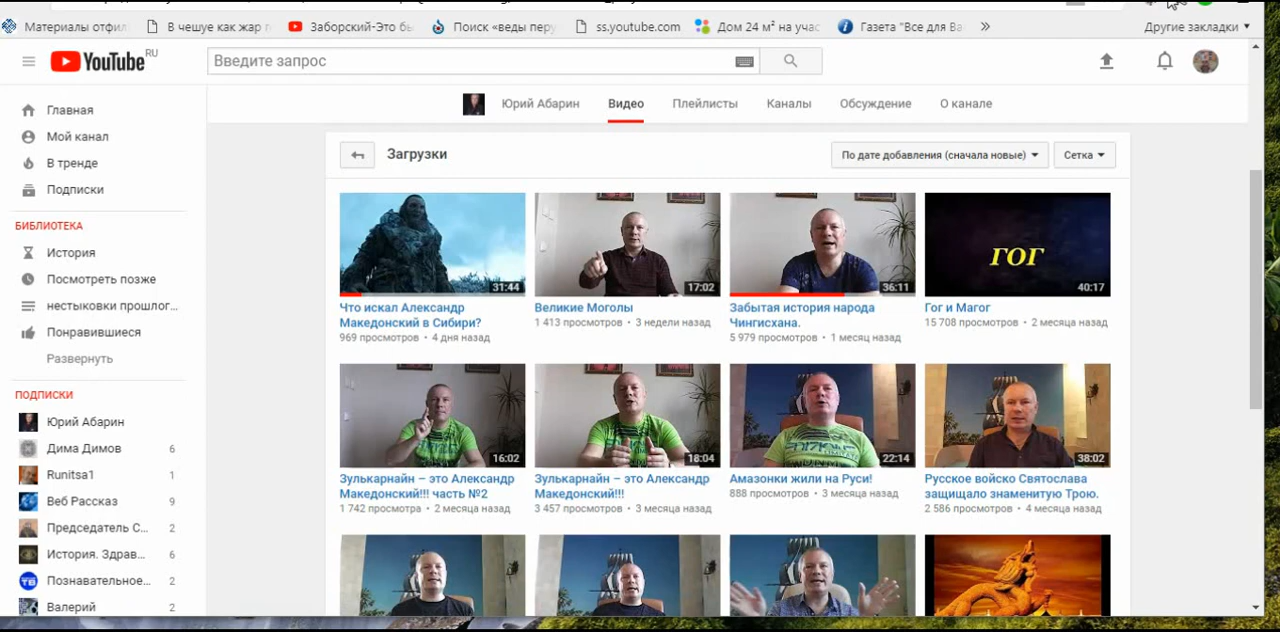 Материалы отфил
В чешуе как жар г
Заборский-Это бы
Поиск «веды перу
ss.youtube.com
Дом 24 м² на учас
Газета "Все для Ва
»
Другие закладки
YouTube RU
Введите запрос
Юрий Абарин
Видео
Плейлисты
Каналы
Обсуждение
О канале
Главная
Мой канал
В тренде
Подписки
БИБЛИОТЕКА
История
Посмотреть позже
нестыковки прошлог...
Понравившиеся
Развернуть
ПОДПИСКИ
Юрий Абарин
Дима Димов 6
Runitsa1 1
Веб Рассказ 9
Председатель С... 2
История. Здрав... 6
ТВ Познавательное... 2
Валерий 2
Загрузки
По дате добавления (сначала новые)
Сетка
31:44
Что искал Александр
Македонский в Сибири?
969 просмотров • 4 дня назад
17:02
Великие Моголы
1 413 просмотров • 3 недели назад
36:11
Забытая история народа
Чингисхана.
5 979 просмотров • 1 месяц назад
ГОГ
40:17
Гог и Магог
15 708 просмотров • 2 месяца назад
16:02
Зулькарнайн – это Александр
Македонский!!! часть №2
1 742 просмотра • 2 месяца назад
18:04
Зулькарнайн – это Александр
Македонский!!!
3 457 просмотров • 3 месяца назад
22:14
Амазонки жили на Руси!
888 просмотров • 3 месяца назад
38:02
Русское войско Святослава
защищало знаменитую Трою.
2 586 просмотров • 4 месяца назад